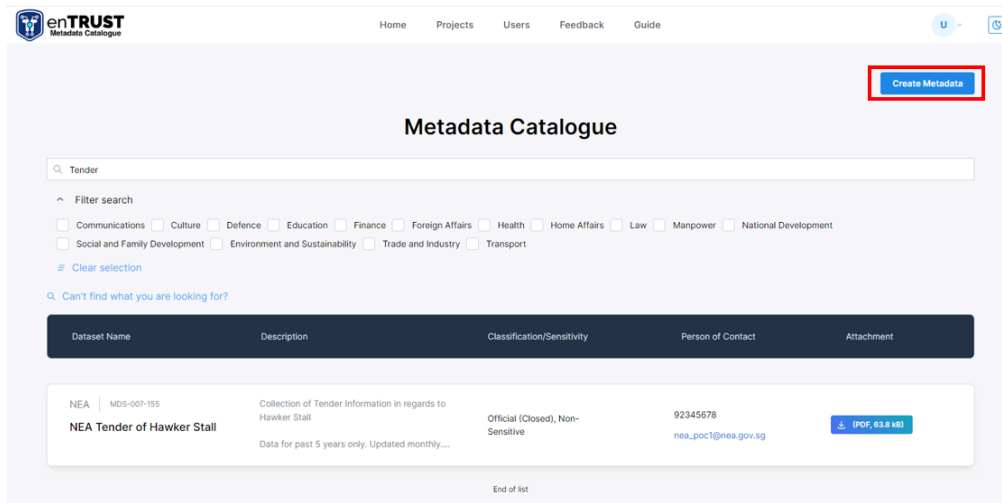 enTRUST
Metadata Catalogue
Home Projects Users Feedback Guide
U
Create Metadata
Metadata Catalogue
Tender
Filter search
Communications Culture Defence Education Finance Foreign Affairs Health Home Affairs Law Manpower National Development
Social and Family Development Environment and Sustainability Trade and Industry Transport
Clear selection
Can't find what you are looking for?
Dataset Name Description Classification/Sensitivity Person of Contact Attachment
NEA MDS-007-155
NEA Tender of Hawker Stall
Collection of Tender Information in regards to
Hawker Stall
Data for past 5 years only. Updated monthly....
Official (Closed), Non-
Sensitive
92345678
nea_poc1@nea.gov.sg
(PDF, 63.8 kB)
End of list